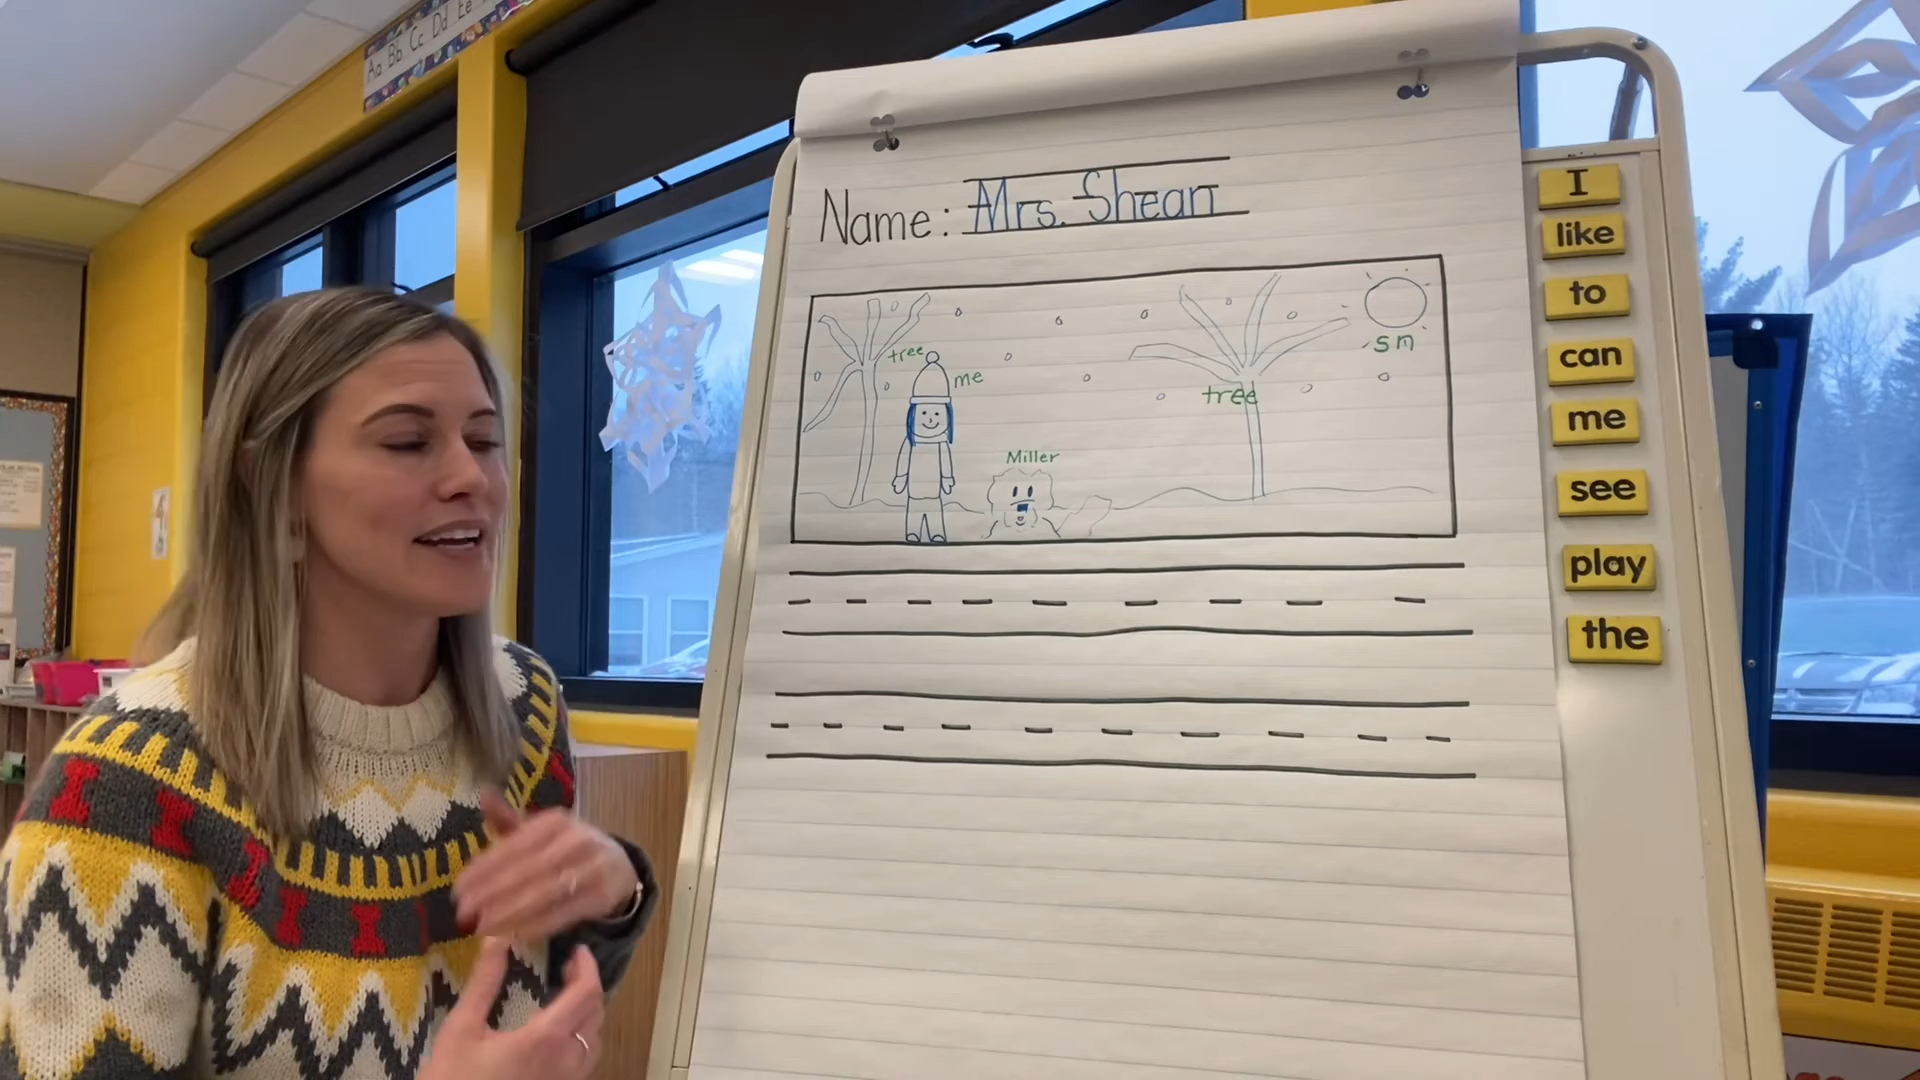 Aa Bb Cc Dd Ee
Name: Mrs. Shean
tree
me
sn
tree
Miller
I
like
to
can
me
see
play
the